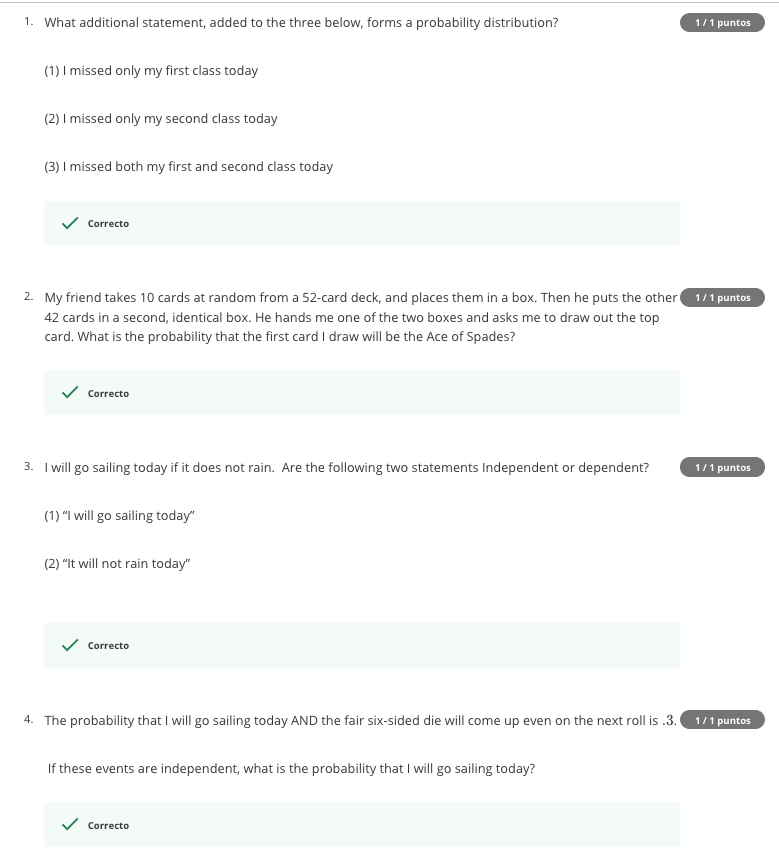 1. What additional statement, added to the three below, forms a probability distribution?
1 / 1 puntos
(1) I missed only my first class today
(2) I missed only my second class today
(3) I missed both my first and second class today
Correcto
2. My friend takes 10 cards at random from a 52-card deck, and places them in a box. Then he puts the other
1 / 1 puntos
42 cards in a second, identical box. He hands me one of the two boxes and asks me to draw out the top
card. What is the probability that the first card I draw will be the Ace of Spades?
Correcto
3. I will go sailing today if it does not rain.  Are the following two statements Independent or dependent?
1 / 1 puntos
(1) “I will go sailing today”
(2) “It will not rain today”
Correcto
4. The probability that I will go sailing today AND the fair six-sided die will come up even on the next roll is .3.
1 / 1 puntos
If these events are independent, what is the probability that I will go sailing today?
Correcto